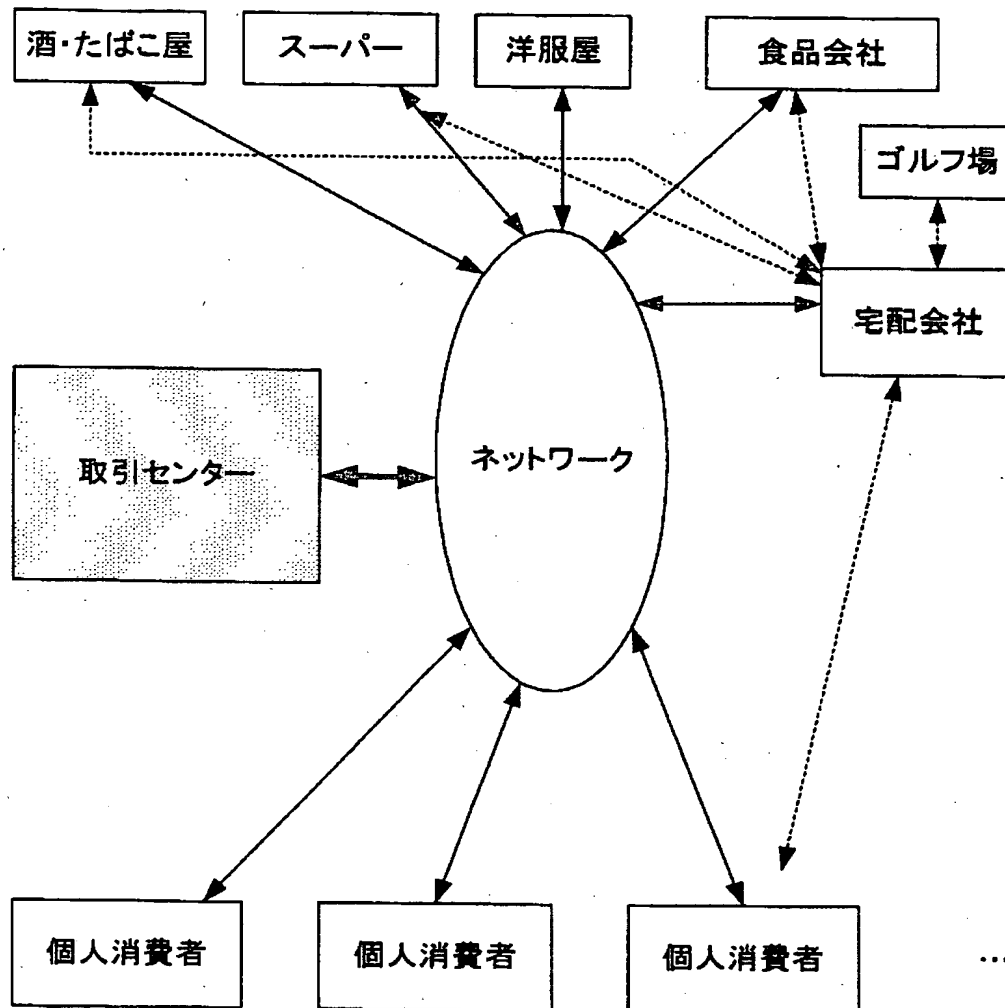 酒・たばこ屋
スーパー
洋服屋
食品会社
ゴルフ場
宅配会社
取引センター
ネットワーク
個人消費者
個人消費者
個人消費者
…